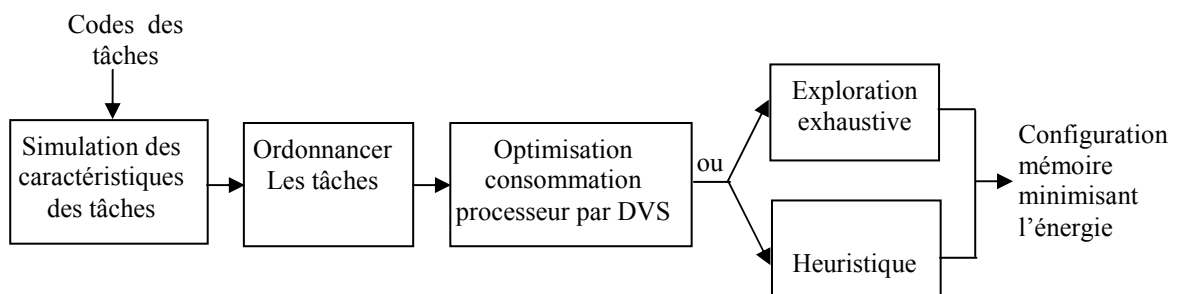 Codes des
tâches
Simulation des
caractéristiques
des tâches
Ordonnancer
Les tâches
Optimisation
consommation
processeur par DVS
ou
Exploration
exhaustive
Heuristique
Configuration
mémoire
minimisant
l’énergie